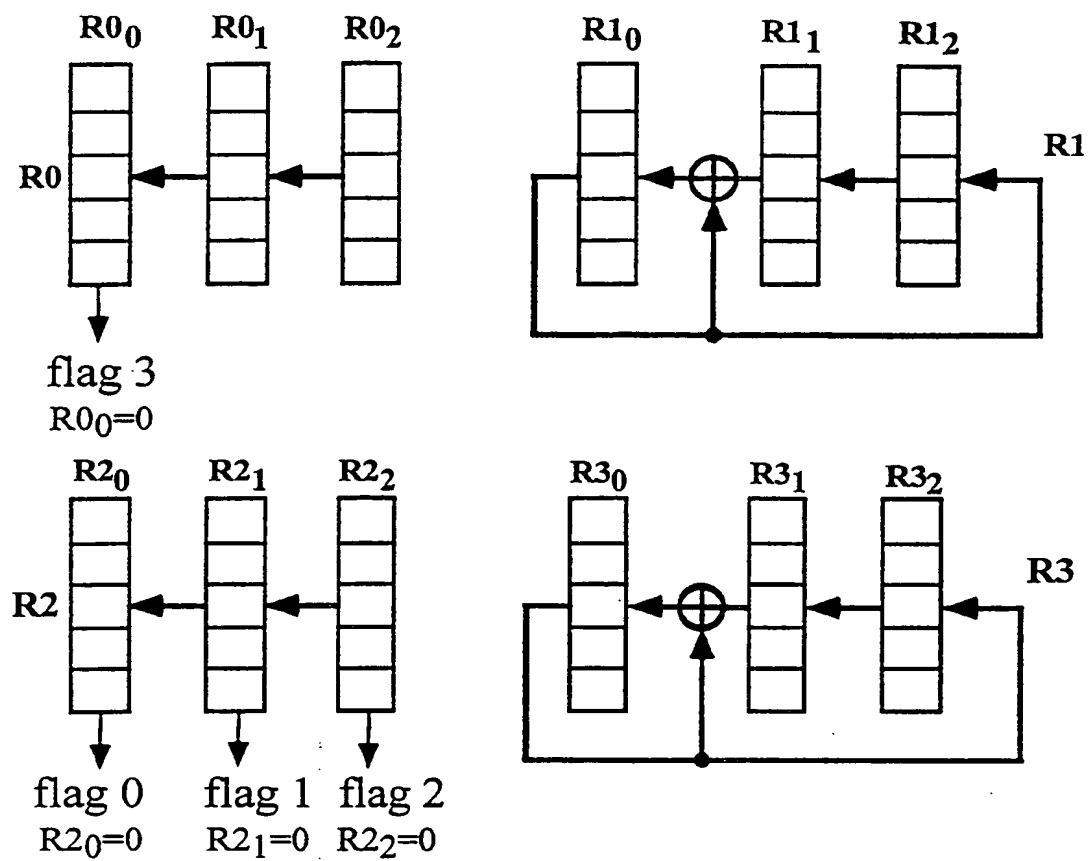 R0₀ R0₁ R0₂ R1₀ R1₁ R1₂
R0
R1
flag 3
R0₀=0
R2₀ R2₁ R2₂ R3₀ R3₁ R3₂
R2
R3
flag 0 flag 1 flag 2
R2₀=0 R2₁=0 R2₂=0